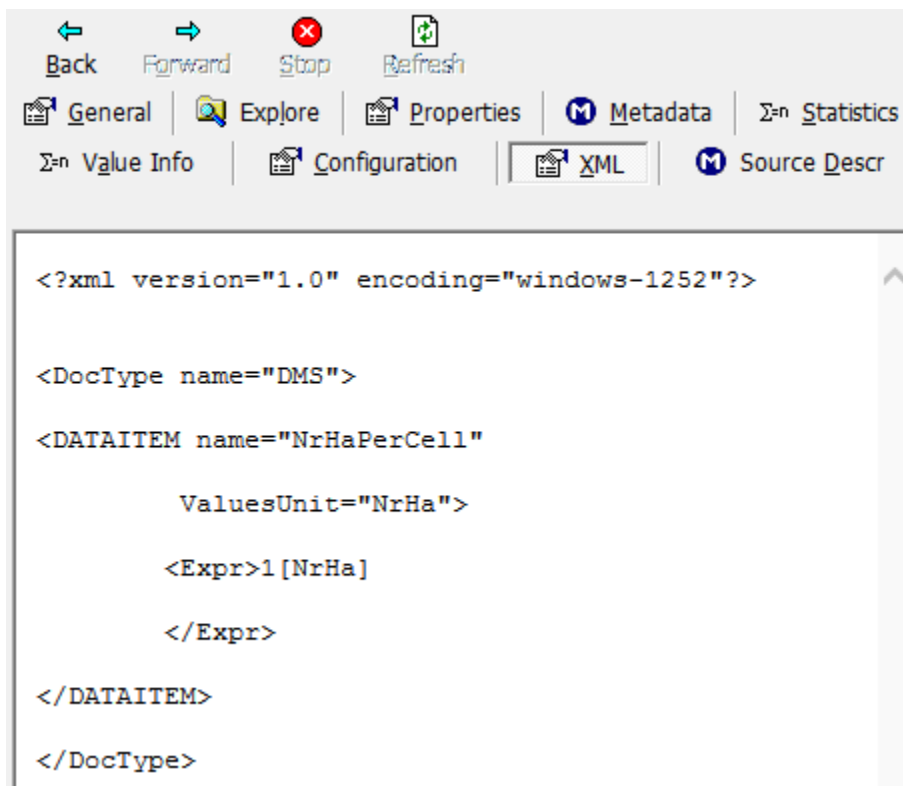 Back Forward Stop Refresh
General Explore Properties Metadata Σ=n Statistics
Σ=n Value Info Configuration XML Source Descr
<?xml version="1.0" encoding="windows-1252"?>
<DocType name="DMS">
<DATAITEM name="NrHaPerCell"
ValuesUnit="NrHa">
<Expr>1[NrHa]
</Expr>
</DATAITEM>
</DocType>